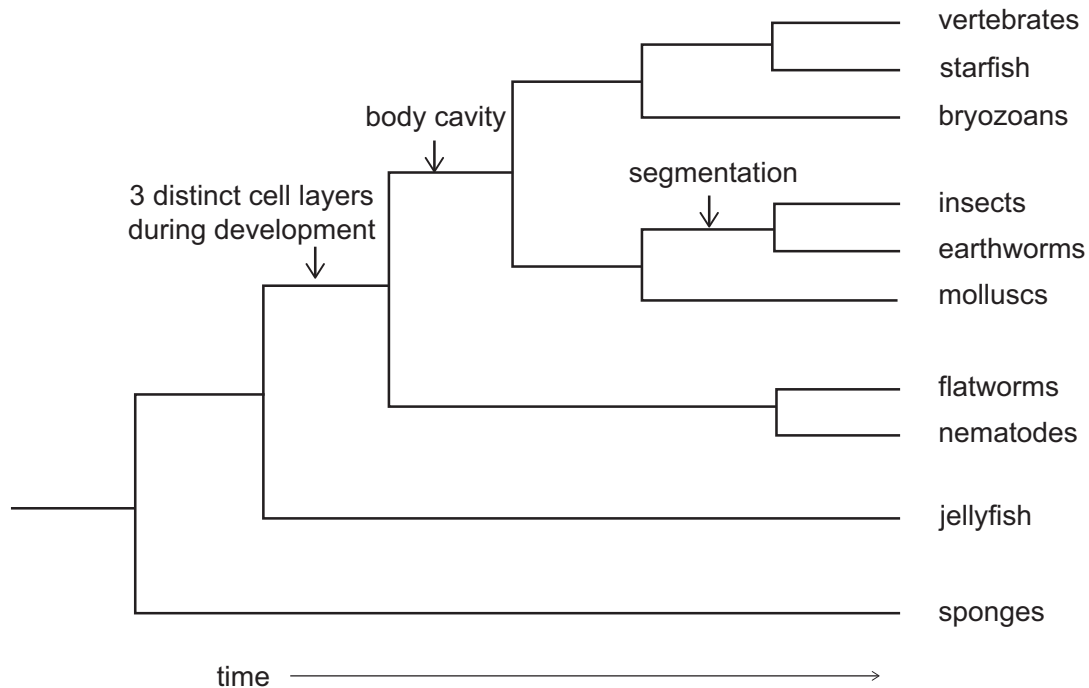 vertebrates
starfish
bryozoans
body cavity
segmentation
3 distinct cell layers
during development
insects
earthworms
molluscs
flatworms
nematodes
jellyfish
sponges
time